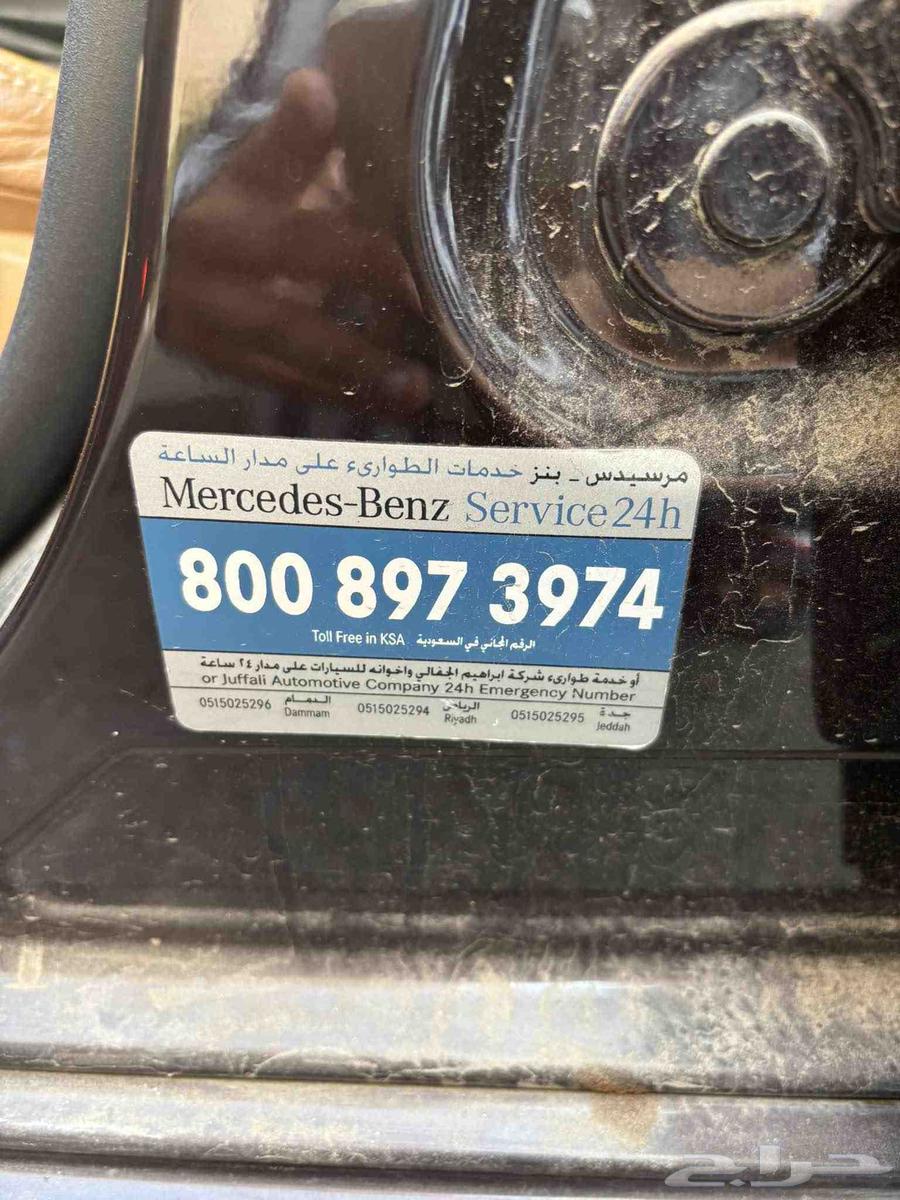 مرسيدس - بنز خدمات الطوارىء على مدار الساعة
Mercedes-Benz Service24h
800 897 3974
Toll Free in KSA الرقم المجاني في السعودية
أو خدمة طوارىء شركة ابراهيم الجفالي واخوانه للسيارات على مدار ٢٤ ساعة
or Juffali Automotive Company 24h Emergency Number
0515025296 الدمام 0515025294 الرياض 0515025295 جدة
Dammam Riyadh Jeddah
حراج